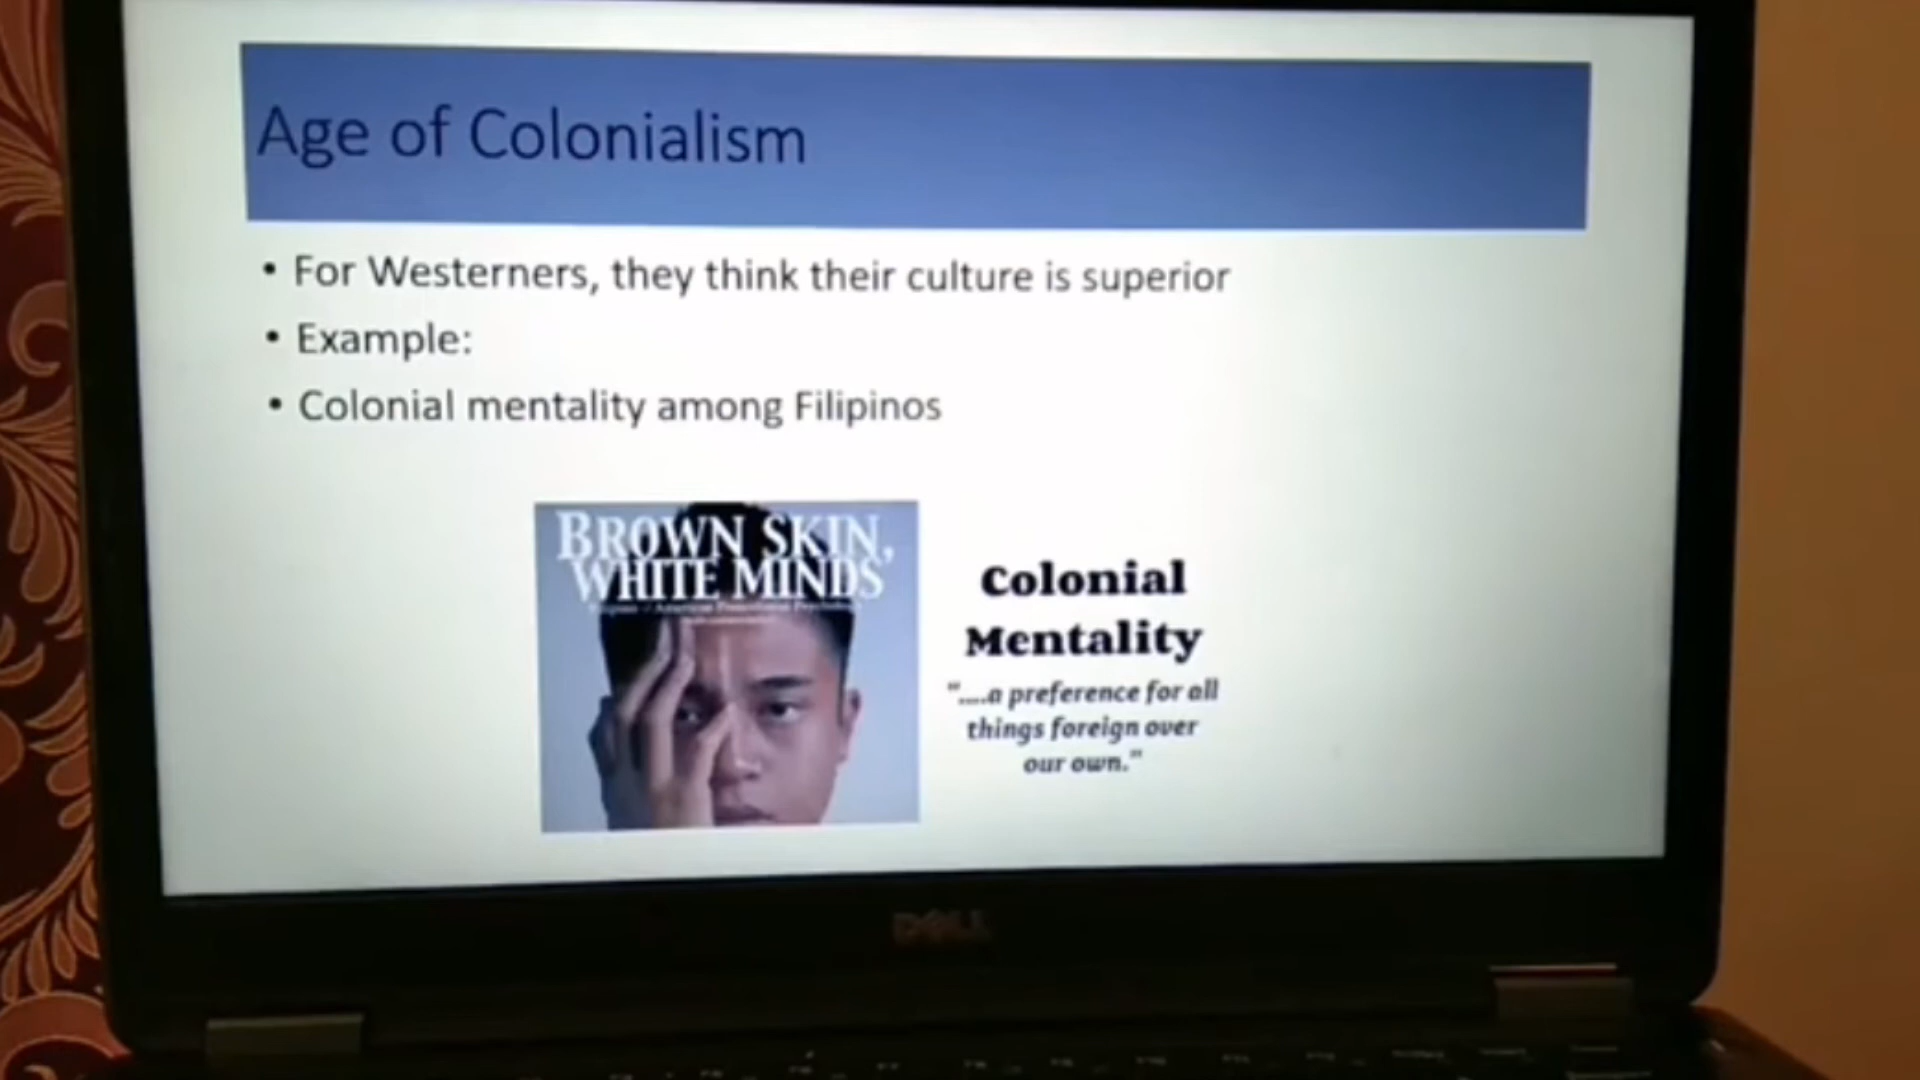 Age of Colonialism
• For Westerners, they think their culture is superior
• Example:
• Colonial mentality among Filipinos
BROWN SKIN,
WHITE MINDS
Colonial
Mentality
"....a preference for all
things foreign over
our own."
DELL